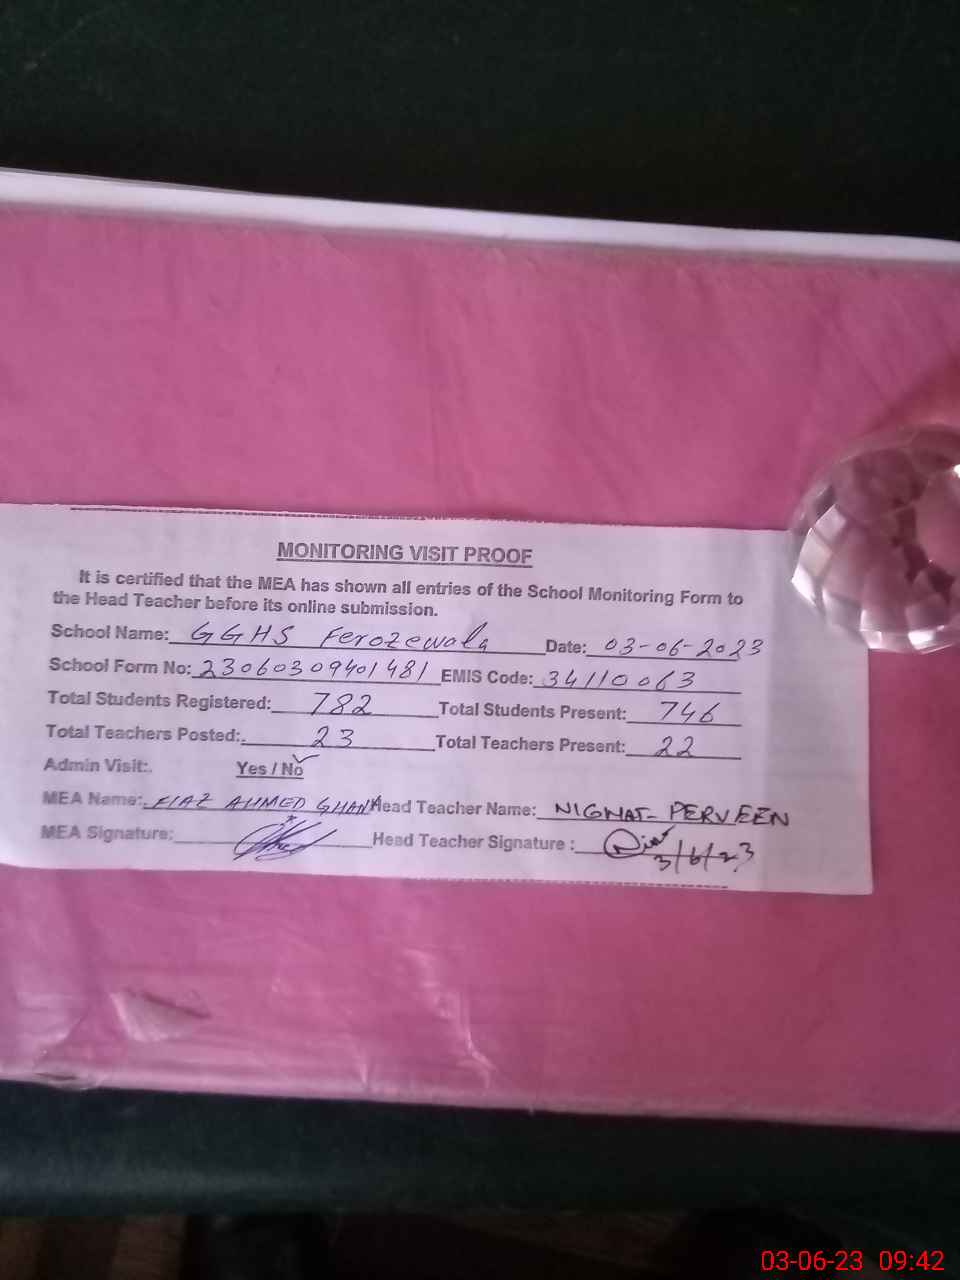 MONITORING VISIT PROOF
It is certified that the MEA has shown all entries of the School Monitoring Form to
the Head Teacher before its online submission.
School Name: GGHS Ferozewala Date: 03-06-2023
School Form No: 23060309401481 EMIS Code: 34110063
Total Students Registered: 782 Total Students Present: 746
Total Teachers Posted: 23 Total Teachers Present: 22
Admin Visit: Yes / No
MEA Name: FIAZ AHMED GHANI Head Teacher Name: NIGHAT PERVEEN
MEA Signature: Head Teacher Signature :
3/6/23
03-06-23 09:42